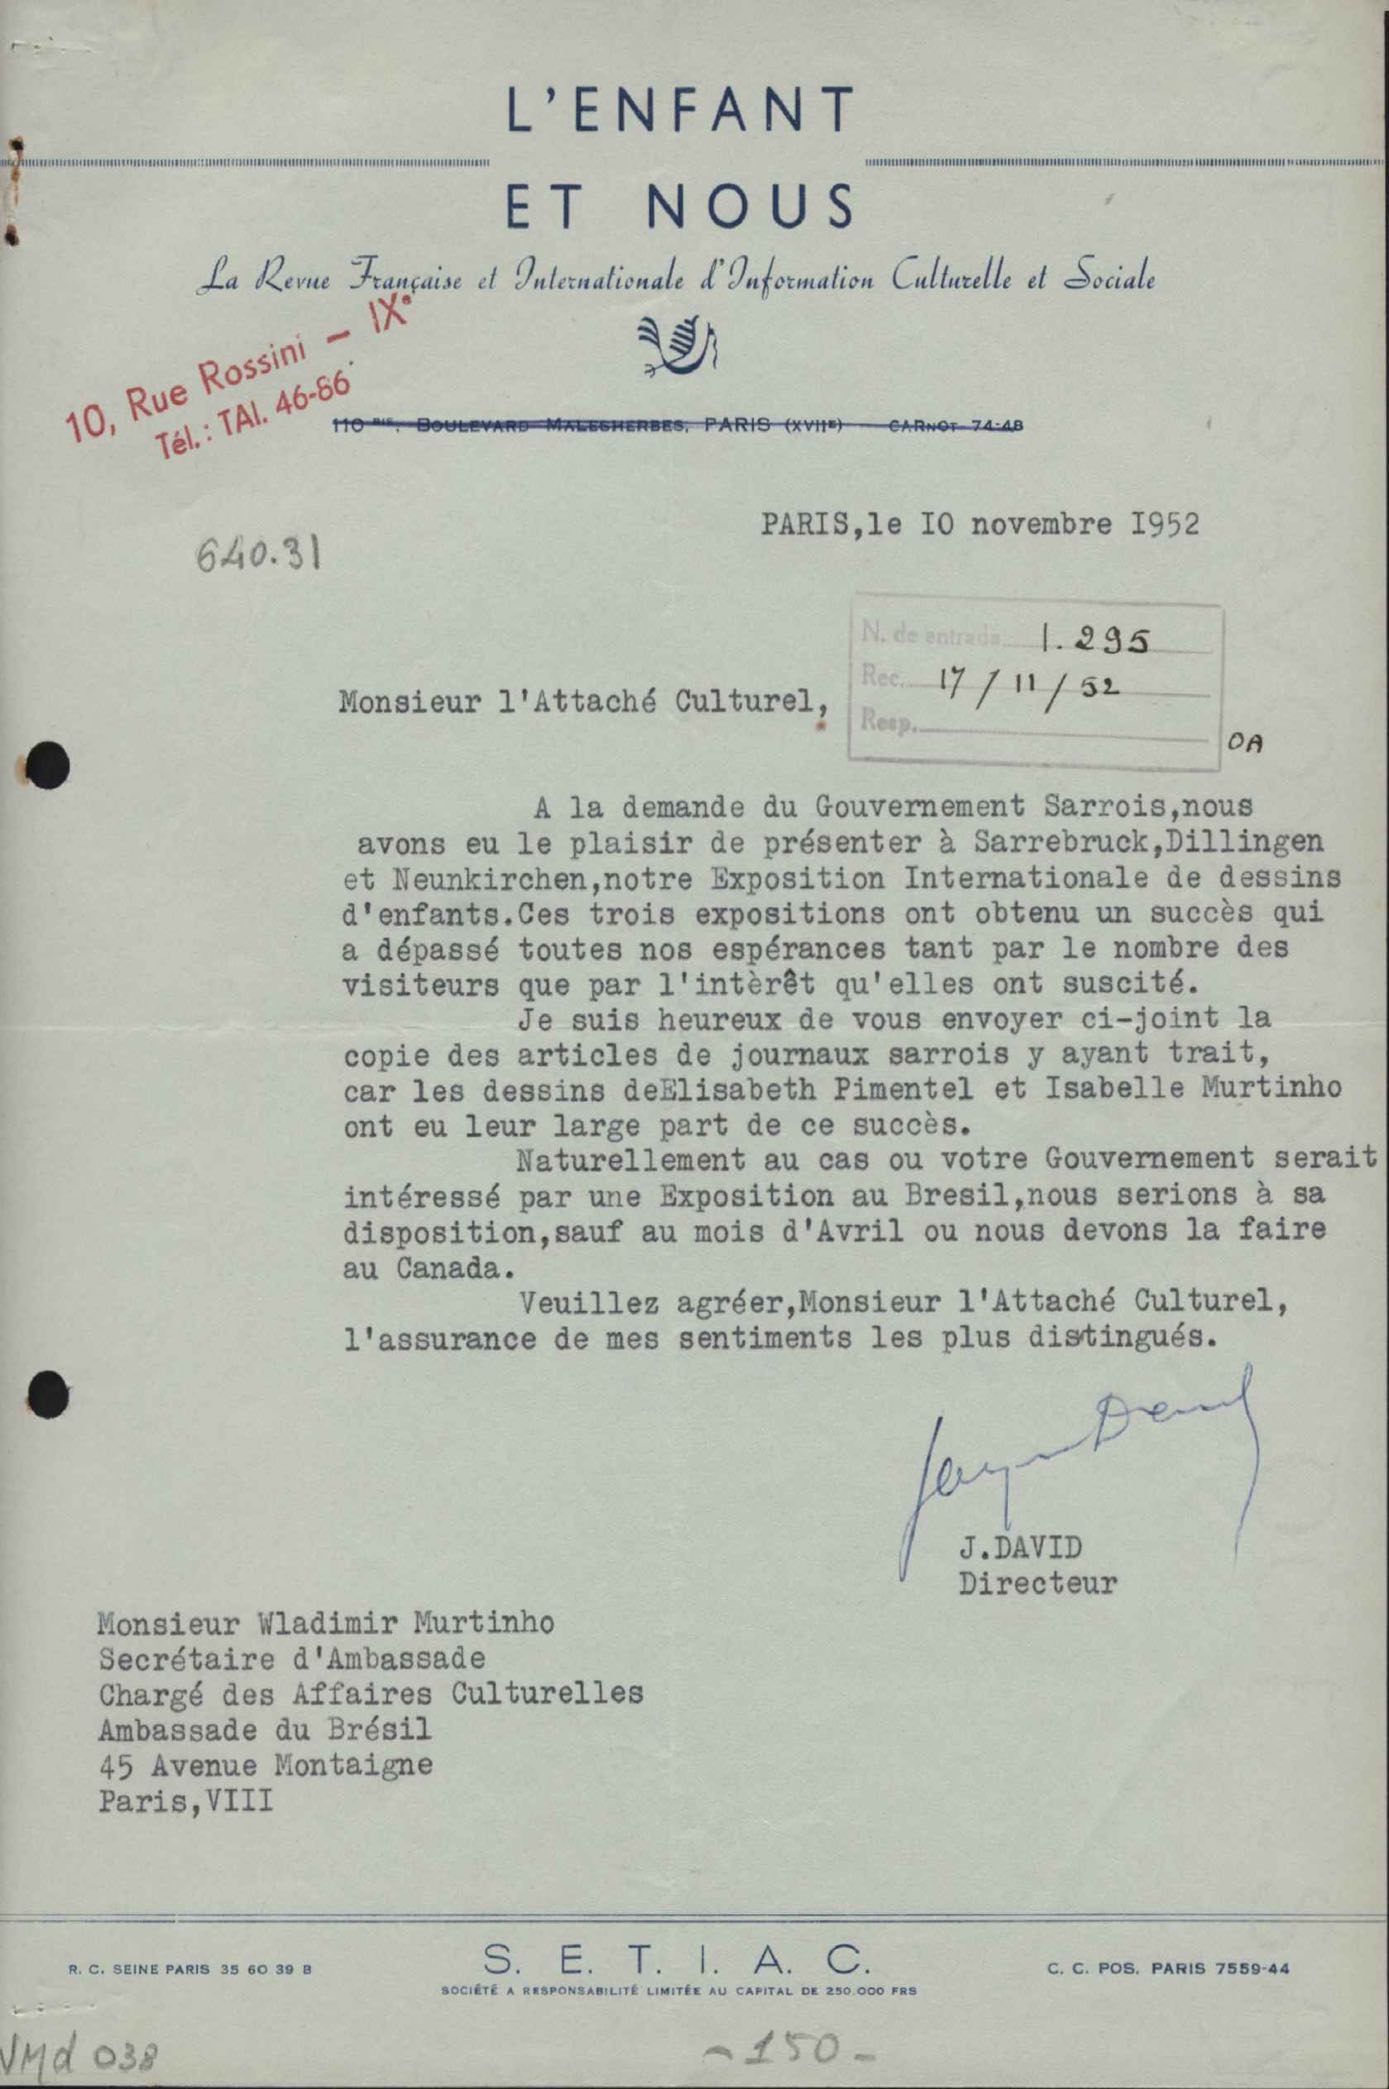 L'ENFANT
ET NOUS
La Revue Française et Internationale d'Information Culturelle et Sociale
10, Rue Rossini – IXe
Tél.: TAI. 46-86
110 BIS, BOULEVARD MALESHERBES, PARIS (XVIIE) CARNOT 74-48
PARIS,le IO novembre I952
640.31
N. de entrada 1.295
Rec. 17/11/52
Resp.
OA
Monsieur l'Attaché Culturel,
A la demande du Gouvernement Sarrois,nous
avons eu le plaisir de présenter à Sarrebruck,Dillingen
et Neunkirchen,notre Exposition Internationale de dessins
d'enfants.Ces trois expositions ont obtenu un succès qui
a dépassé toutes nos espérances tant par le nombre des
visiteurs que par l'intèrêt qu'elles ont suscité.
Je suis heureux de vous envoyer ci-joint la
copie des articles de journaux sarrois y ayant trait,
car les dessins deElisabeth Pimentel et Isabelle Murtinho
ont eu leur large part de ce succès.
Naturellement au cas ou votre Gouvernement serait
intéressé par une Exposition au Bresil,nous serions à sa
disposition,sauf au mois d'Avril ou nous devons la faire
au Canada.
Veuillez agréer,Monsieur l'Attaché Culturel,
l'assurance de mes sentiments les plus distingués.
J.DAVID
Directeur
Monsieur Wladimir Murtinho
Secrétaire d'Ambassade
Chargé des Affaires Culturelles
Ambassade du Brésil
45 Avenue Montaigne
Paris,VIII
R. C. SEINE PARIS 35 60 39 B
S. E. T. I. A. C.
C. C. POS. PARIS 7559-44
SOCIÉTÉ A RESPONSABILITÉ LIMITÉE AU CAPITAL DE 250.000 FRS
VMd 038
-150-